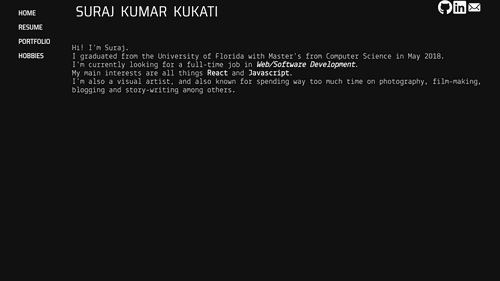 HOME
RESUME
PORTFOLIO
HOBBIES
SURAJ KUMAR KUKATI
in
Hi! I'm Suraj.
I graduated from the University of Florida with Master's from Computer Science in May 2018.
I'm currently looking for a full-time job in Web/Software Development.
My main interests are all things React and Javascript.
I'm also a visual artist, and also known for spending way too much time on photography, film-making,
blogging and story-writing among others.